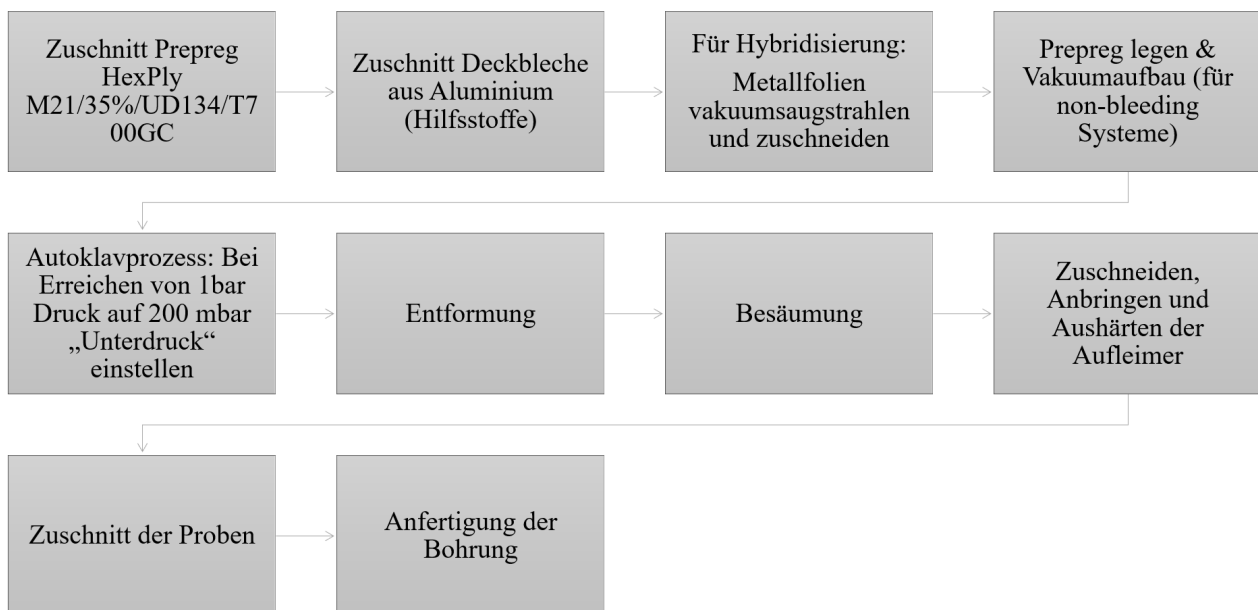 Zuschnitt Prepreg
HexPly
M21/35%/UD134/T7
00GC
Zuschnitt Deckbleche
aus Aluminium
(Hilfsstoffe)
Für Hybridisierung:
Metallfolien
vakuumsaugstrahlen
und zuschneiden
Prepreg legen &
Vakuumaufbau (für
non-bleeding
Systeme)
Autoklavprozess: Bei
Erreichen von 1bar
Druck auf 200 mbar
„Unterdruck“
einstellen
Entformung
Besäumung
Zuschneiden,
Anbringen und
Aushärten der
Aufleimer
Zuschnitt der Proben
Anfertigung der
Bohrung